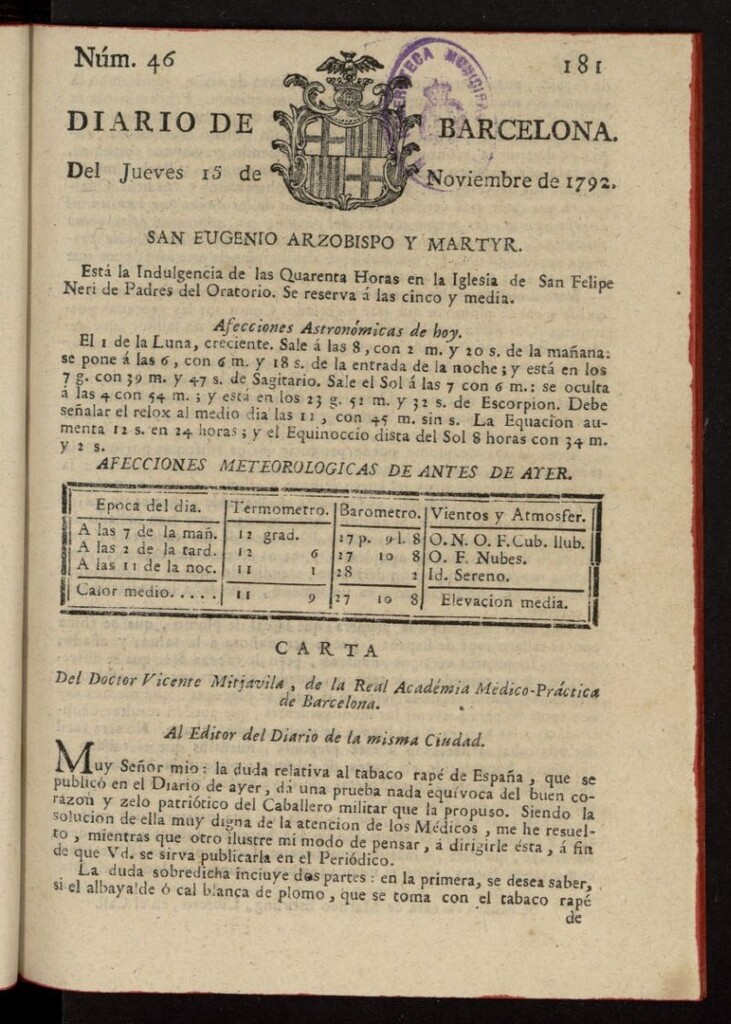 Núm. 46
181
DIARIO DE BARCELONA.
Del Jueves 15 de Noviembre de 1792.
SAN EUGENIO ARZOBISPO Y MARTYR.
Está la Indulgencia de las Quarenta Horas en la Iglesia de San Felipe
Neri de Padres del Oratorio. Se reserva á las cinco y media.
Afecciones Astronómicas de hoy.
El 1 de la Luna, creciente. Sale á las 8, con 2 m. y 20 s. de la mañana:
se pone á las 6, con 6 m. y 18 s. de la entrada de la noche; y está en los
7 g. con 39 m. y 47 s. de Sagitario. Sale el Sol á las 7 con 6 m.: se oculta
á las 4 con 54 m.; y está en los 23 g. 52 m. y 32 s. de Escorpion. Debe
señalar el relox al medio dia las 11, con 45 m. sin s. La Equacion au-
menta 12 s. en 24 horas; y el Equinoccio dista del Sol 8 horas con 34 m.
y 2 s.
AFECCIONES METEOROLOGICAS DE ANTES DE AYER.
Epoca del dia. Termometro. Barometro. Vientos y Atmosfer.
A las 7 de la mañ. 12 grad. 27 p. 9 l. 8 O. N. O. F. Cub. llub.
A las 2 de la tard. 12 6 27 10 8 O. F. Nubes.
A las 11 de la noc. 11 1 28 2 Id. Sereno.
Calor medio..... 11 9 27 10 8 Elevacion media.
CARTA
Del Doctor Vicente Mitjavila, de la Real Académia Médico-Práctica
de Barcelona.
Al Editor del Diario de la misma Ciudad.
Muy Señor mio: la duda relativa al tabaco rapé de España, que se
publicó en el Diario de ayer, dá una prueba nada equívoca del buen co-
razon y zelo patriótico del Caballero militar que la propuso. Siendo la
solucion de ella muy digna de la atencion de los Médicos, me he resuel-
to, mientras que otro ilustre mi modo de pensar, á dirigirle ésta, á fin
de que Vd. se sirva publicarla en el Periódico.
La duda sobredicha incluye dos partes: en la primera, se desea saber,
si el albayalde ó cal blanca de plomo, que se toma con el tabaco rapé
de